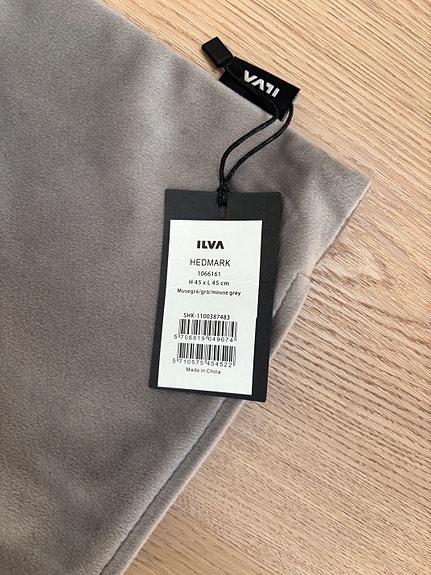 ILVA
ILVA
HEDMARK
1066161
H 45 x L 45 cm
Musegrå/grå/mouse grey
SHK-1100387483
5 706819 049074
5 710575 454522
Made in China